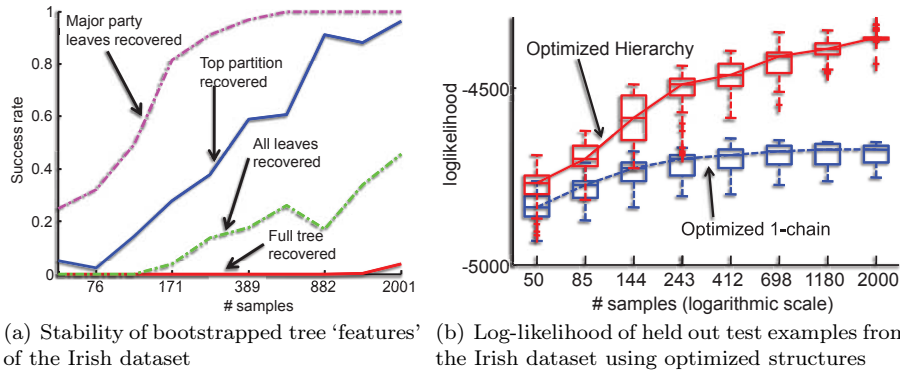 Major party
leaves recovered
Top partition
recovered
All leaves
recovered
Full tree
recovered
Success rate
1
0.8
0.6
0.4
0.2
0
76
171
389
882
2001
# samples
(a) Stability of bootstrapped tree ‘features’
of the Irish dataset
Optimized Hierarchy
Optimized 1-chain
loglikelihood
-4500
-5000
50
85
144
243
412
698
1180
2000
# samples (logarithmic scale)
(b) Log-likelihood of held out test examples from
the Irish dataset using optimized structures